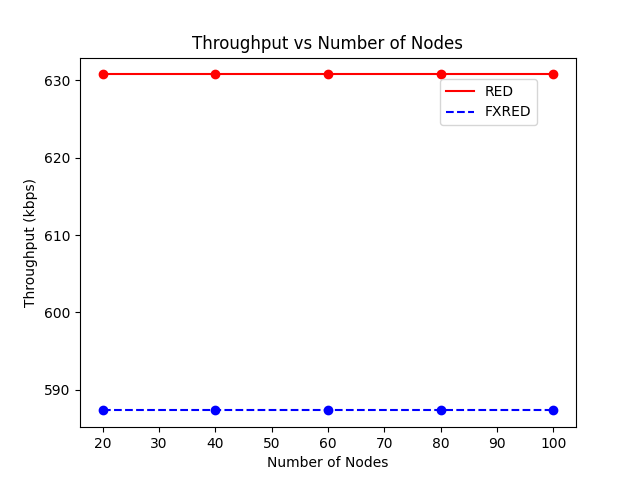 Throughput vs Number of Nodes
630
620
610
600
590
Throughput (kbps)
RED
FXRED
20 30 40 50 60 70 80 90 100
Number of Nodes